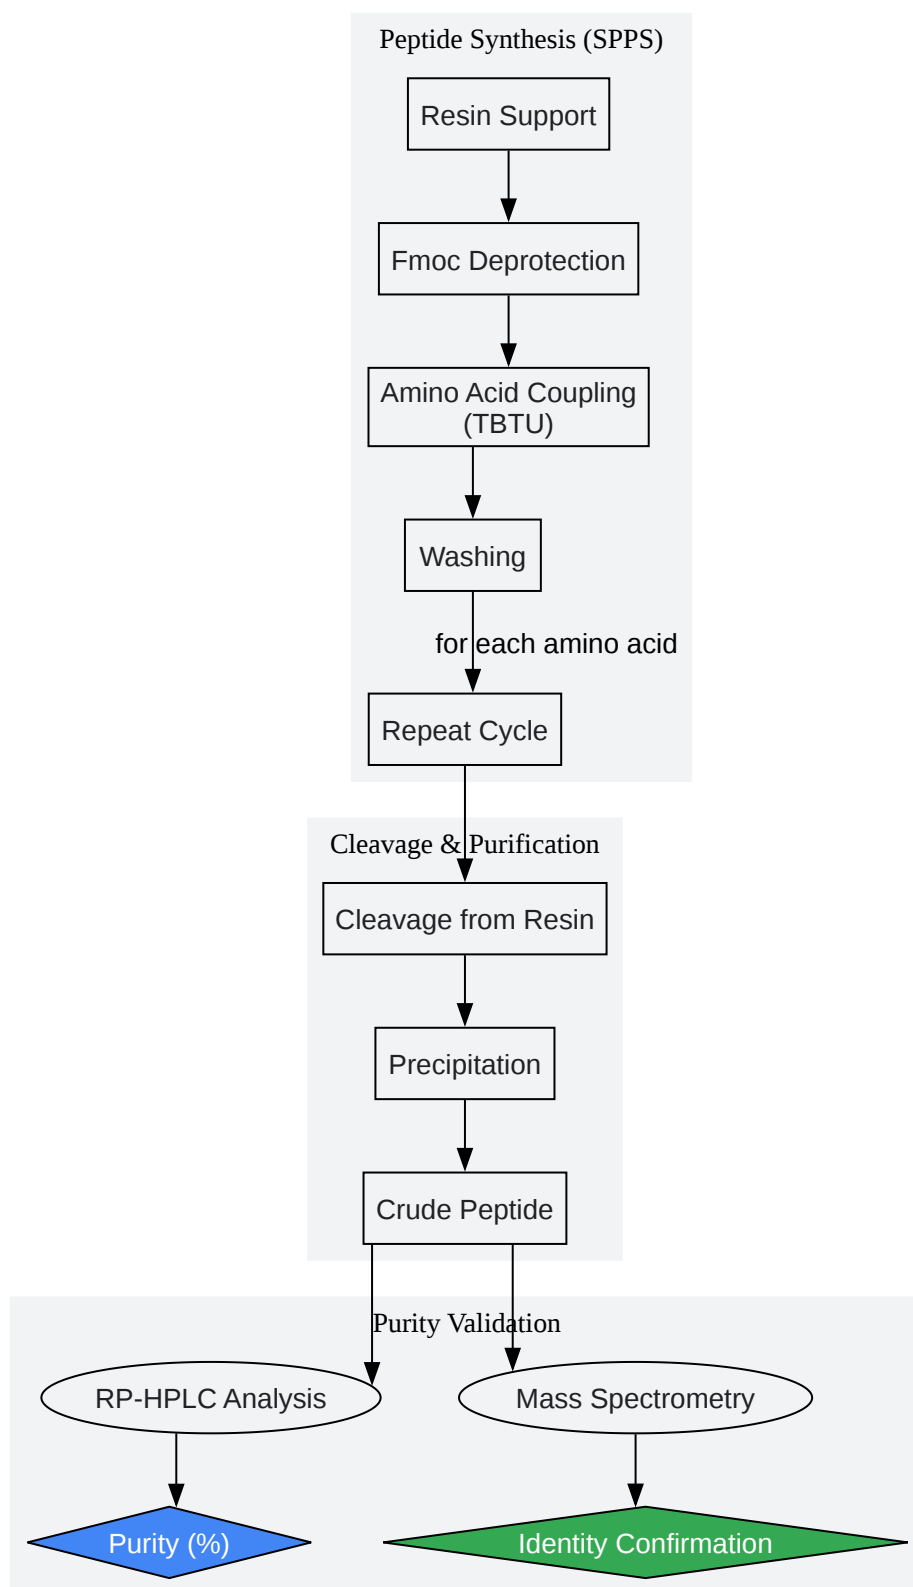 Peptide Synthesis (SPPS)
Resin Support
Fmoc Deprotection
Amino Acid Coupling
(TBTU)
Washing
for each amino acid
Repeat Cycle
Cleavage & Purification
Cleavage from Resin
Precipitation
Crude Peptide
Purity Validation
RP-HPLC Analysis
Mass Spectrometry
Purity (%)
Identity Confirmation